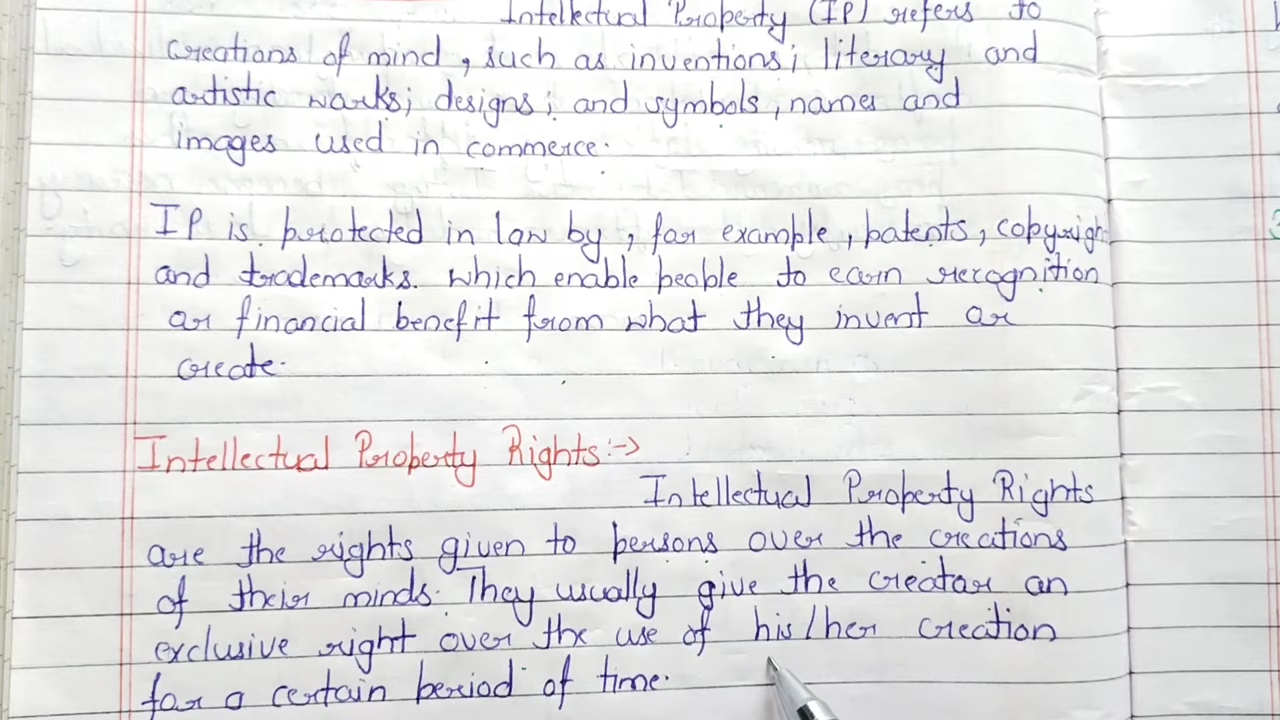 Intellectual Property (IP) refers to
creations of mind, such as inventions; literary and
artistic works; designs; and symbols, names and
images used in commerce.
IP is protected in law by, for example, patents, copyrigh
and trademarks. which enable people to earn recognition
or financial benefit from what they invent or
create.
Intellectual Property Rights:->
Intellectual Property Rights
are the rights given to persons over the creations
of their minds. They usually give the creator an
exclusive right over the use of his/her creation
for a certain period of time.